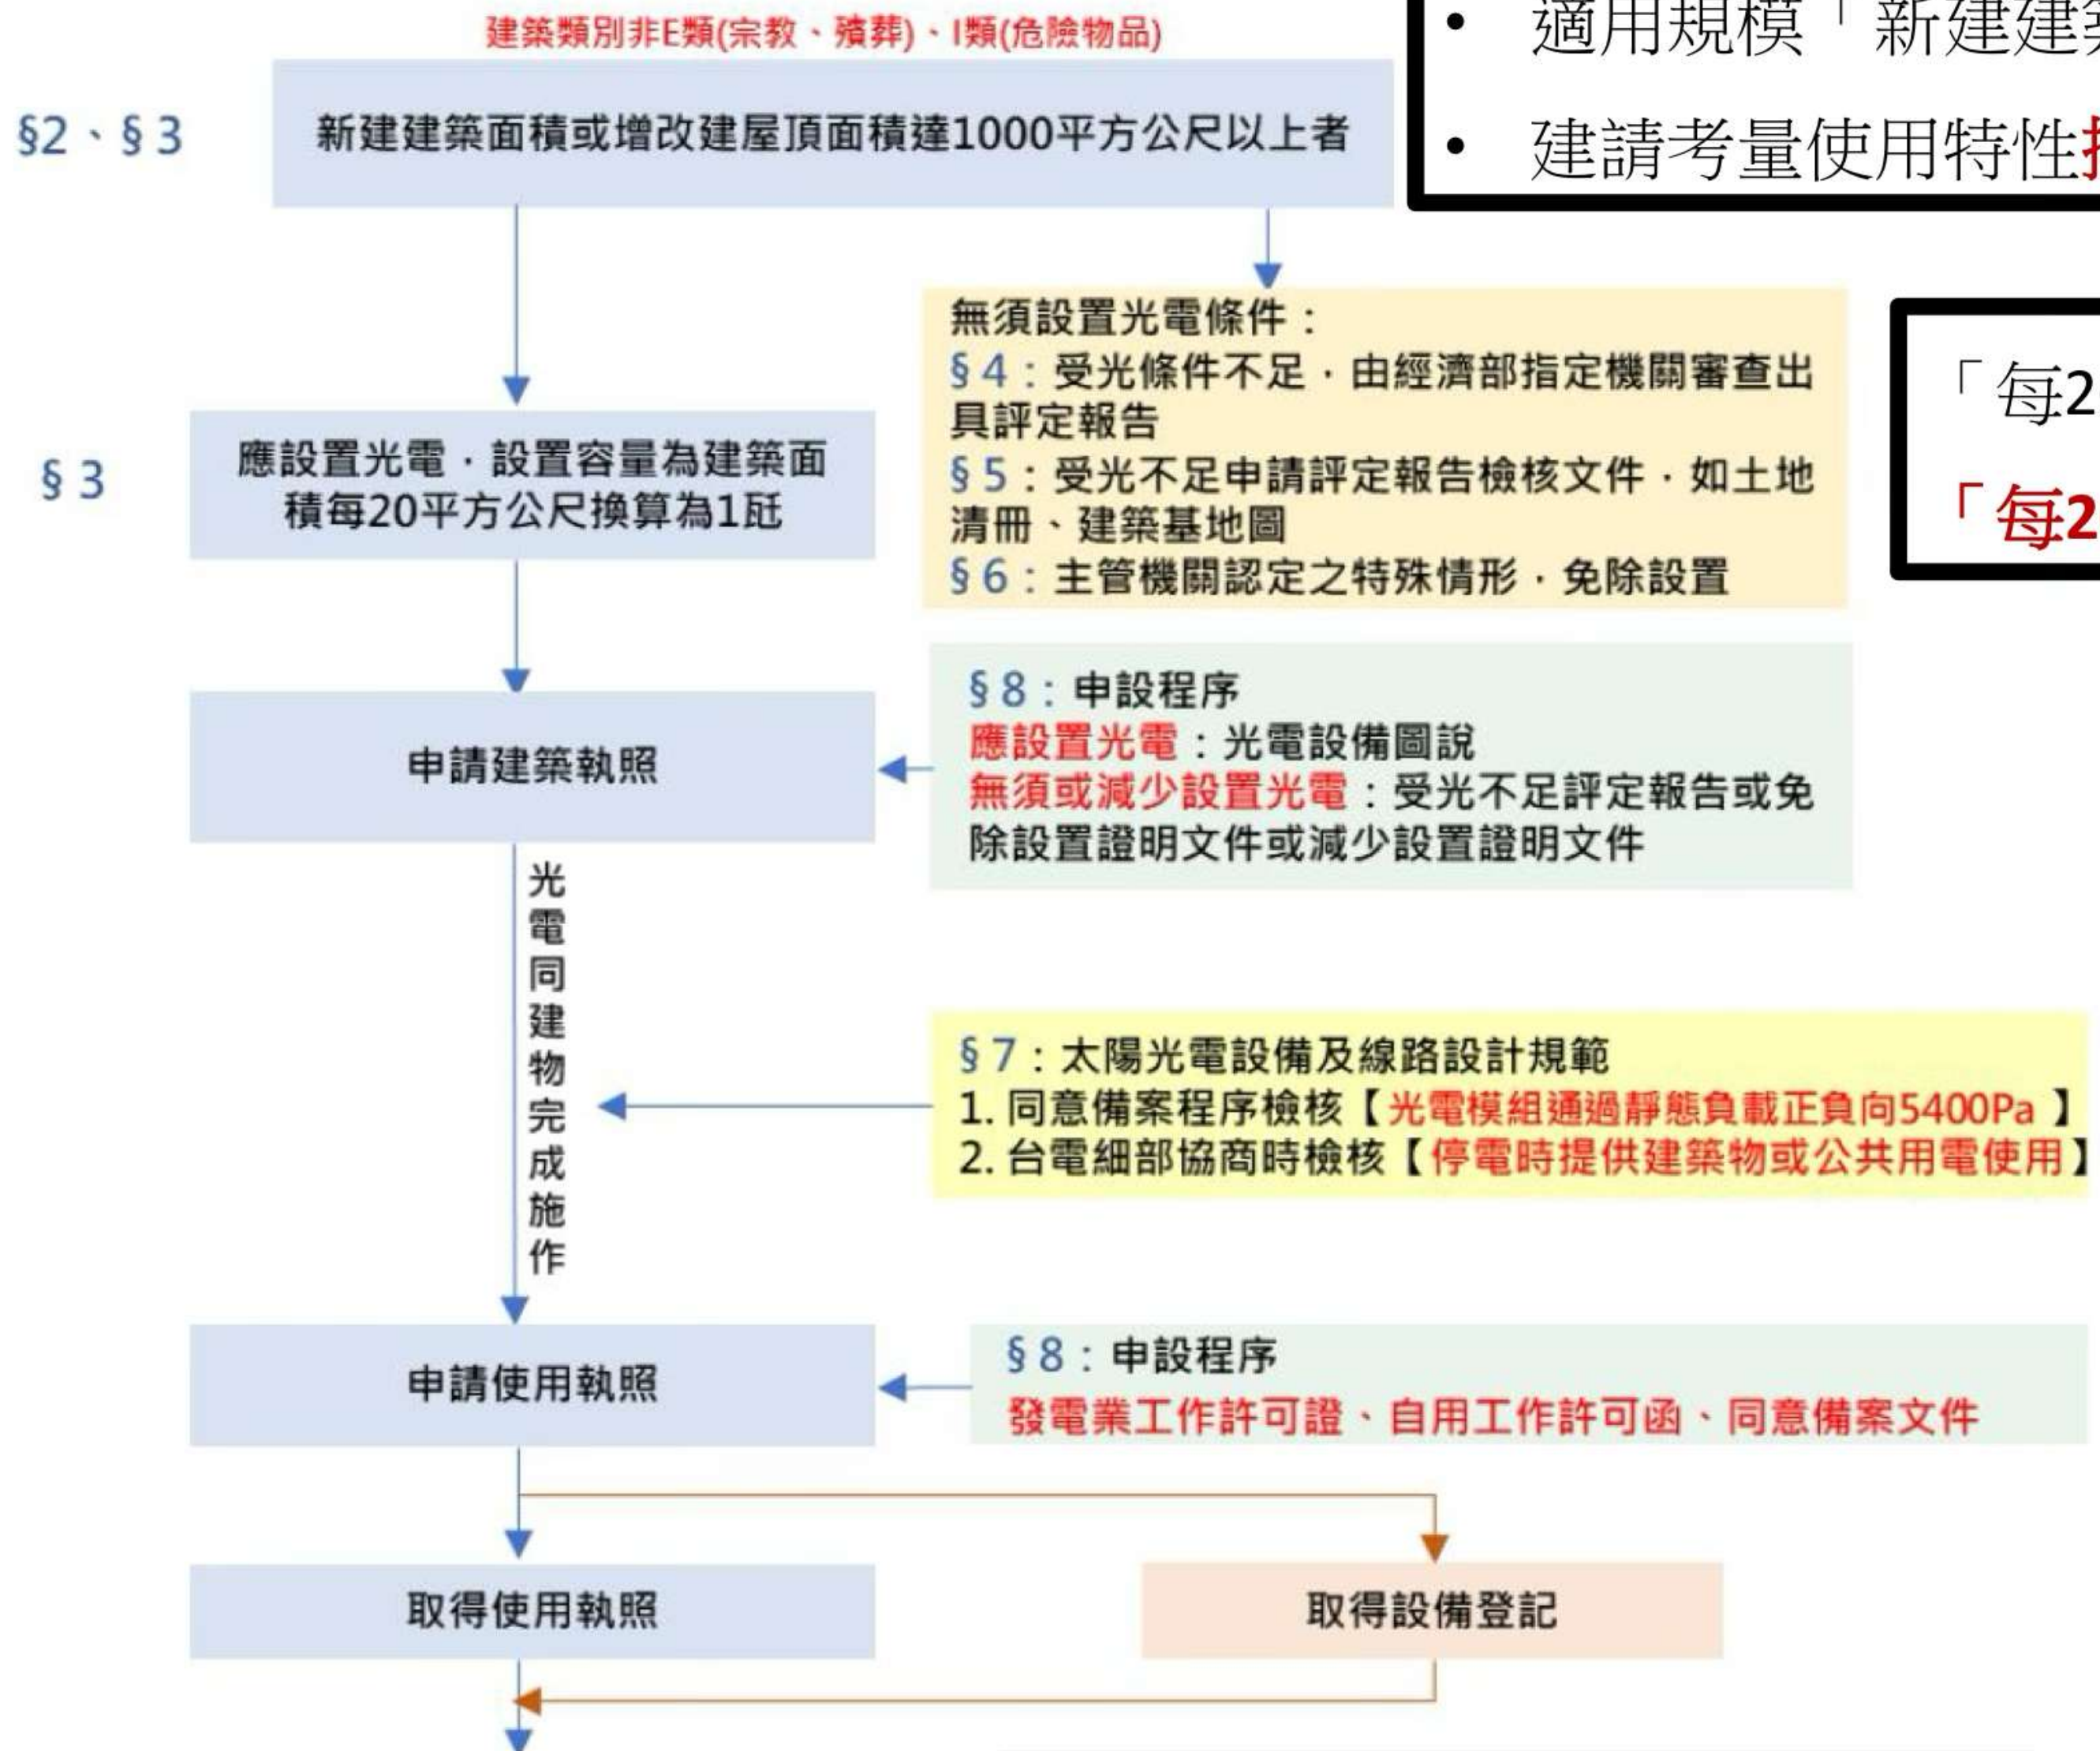 建築類別非E類(宗教、殯葬)、I類(危險物品)
§2、§3
新建建築面積或增改建屋頂面積達1000平方公尺以上者
• 適用規模「新建建築
• 建請考量使用特性
無須設置光電條件：
§4：受光條件不足，由經濟部指定機關審查出
具評定報告
§5：受光不足申請評定報告檢核文件，如土地
清冊、建築基地圖
§6：主管機關認定之特殊情形，免除設置
「每2
「每2
§3
應設置光電，設置容量為建築面
積每20平方公尺換算為1瓩
§8：申設程序
應設置光電：光電設備圖說
無須或減少設置光電：受光不足評定報告或免
除設置證明文件或減少設置證明文件
申請建築執照
光電同建物完成施作
§7：太陽光電設備及線路設計規範
1. 同意備案程序檢核【光電模組通過靜態負載正負向5400Pa】
2. 台電細部協商時檢核【停電時提供建築物或公共用電使用】
申請使用執照
§8：申設程序
發電業工作許可證、自用工作許可函、同意備案文件
取得使用執照
取得設備登記